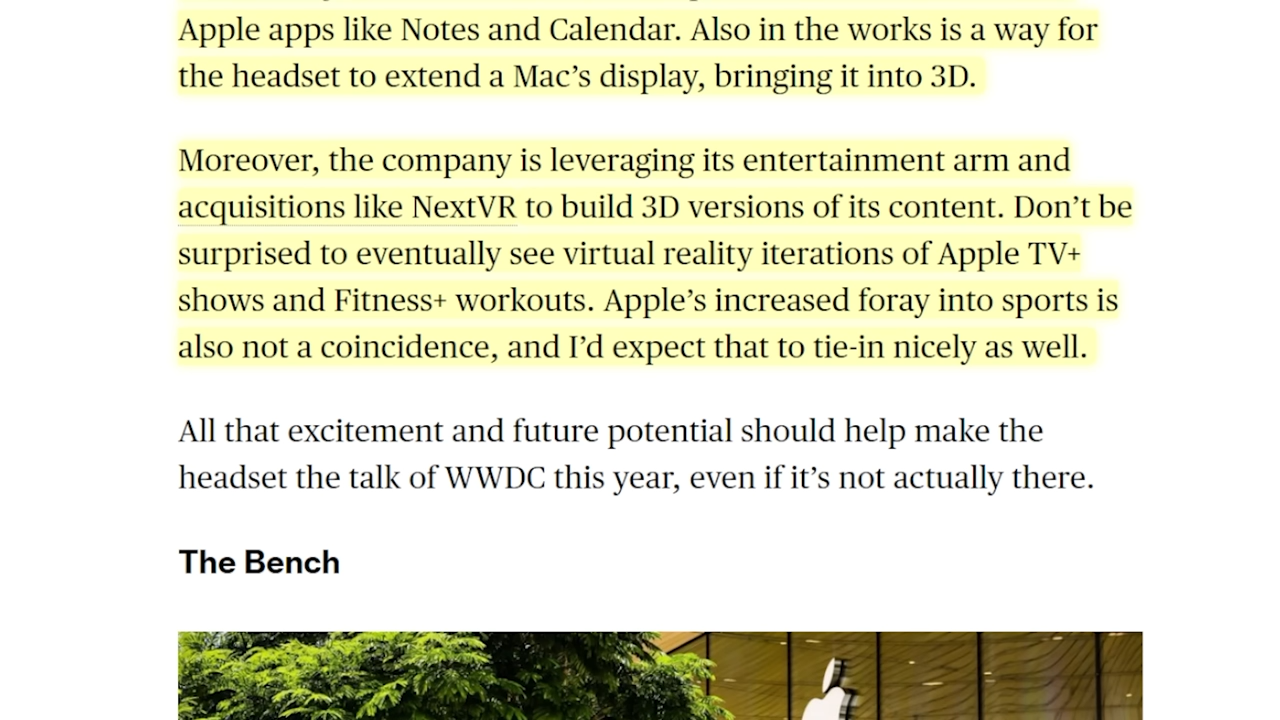 Apple apps like Notes and Calendar. Also in the works is a way for
the headset to extend a Mac’s display, bringing it into 3D.
Moreover, the company is leveraging its entertainment arm and
acquisitions like NextVR to build 3D versions of its content. Don’t be
surprised to eventually see virtual reality iterations of Apple TV+
shows and Fitness+ workouts. Apple’s increased foray into sports is
also not a coincidence, and I’d expect that to tie-in nicely as well.
All that excitement and future potential should help make the
headset the talk of WWDC this year, even if it’s not actually there.
The Bench